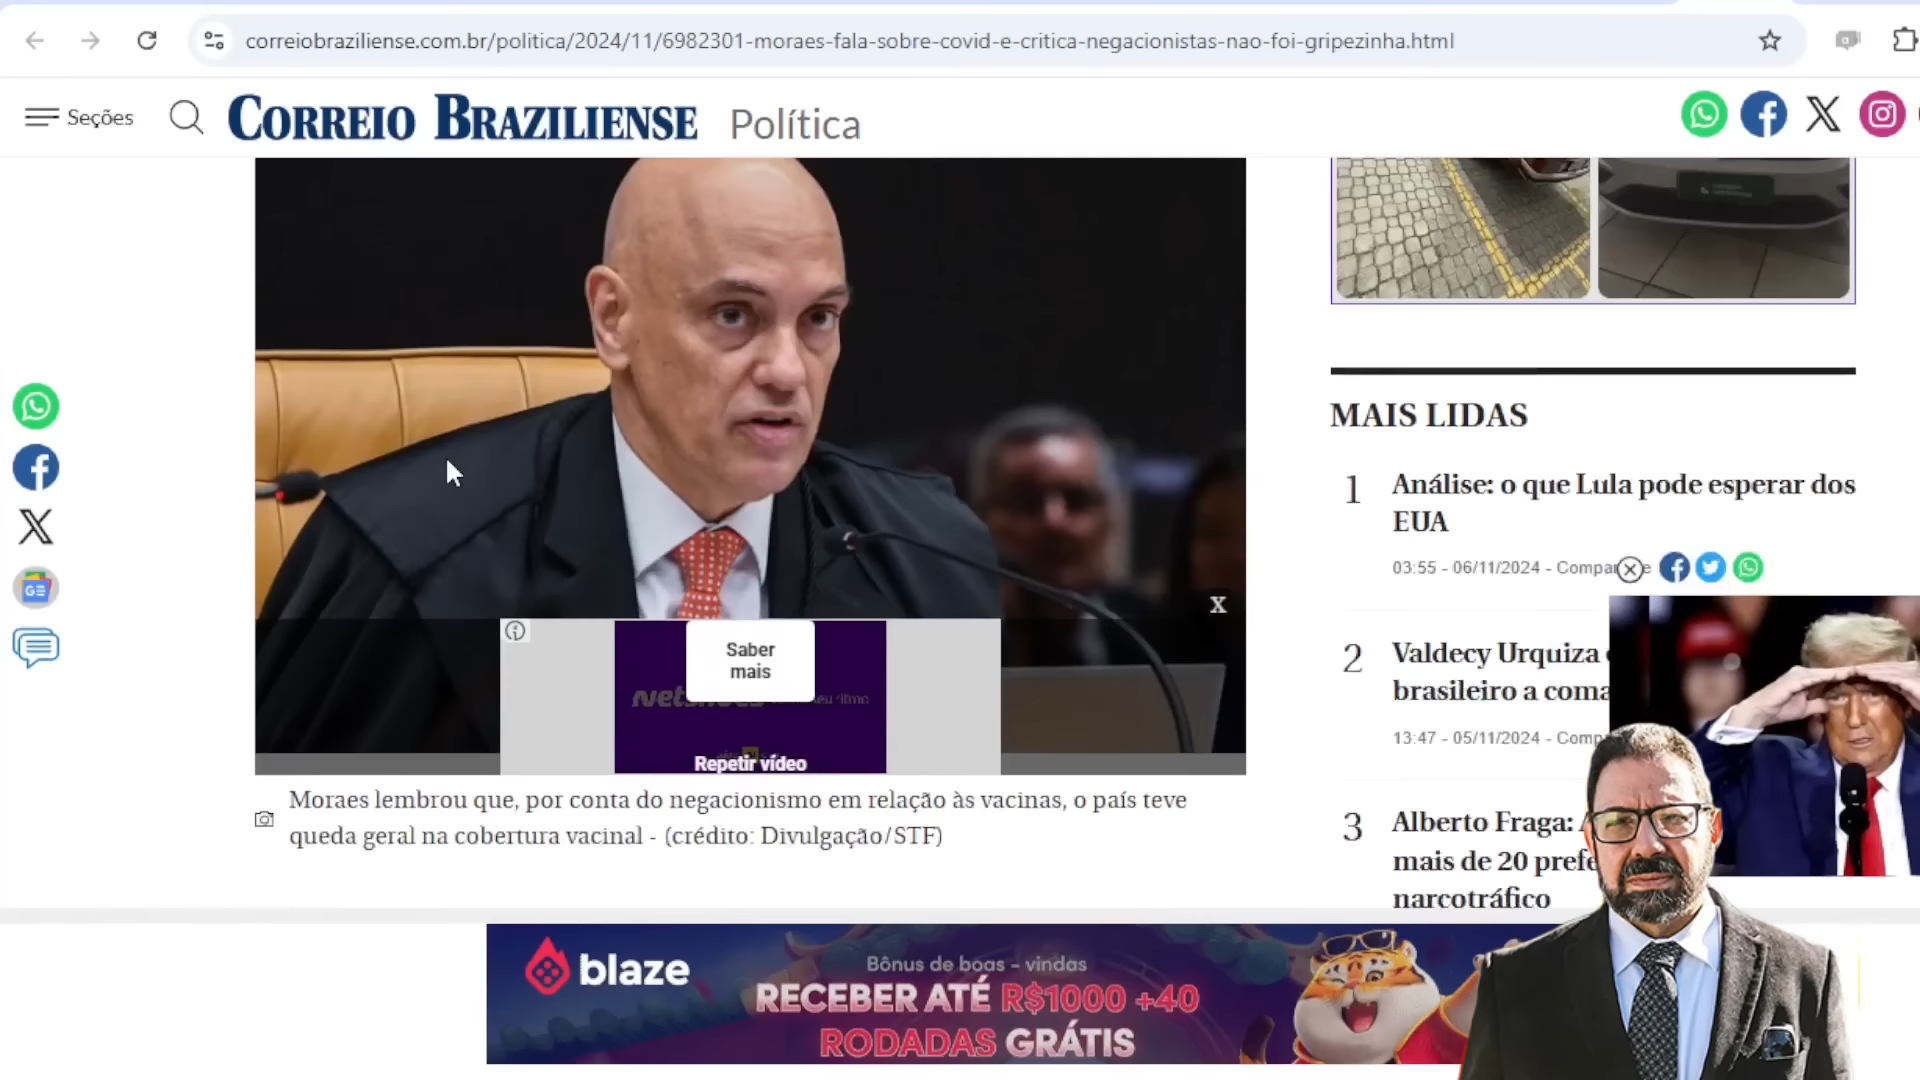 correiobraziliense.com.br/politica/2024/11/6982301-moraes-fala-sobre-covid-e-critica-negacionistas-nao-foi-gripezinha.html
Seções
CORREIO BRAZILIENSE
Política
Saber
mais
Repetir vídeo
X
Moraes lembrou que, por conta do negacionismo em relação às vacinas, o país teve
queda geral na cobertura vacinal - (crédito: Divulgação/STF)
MAIS LIDAS
1
Análise: o que Lula pode esperar dos
EUA
03:55 - 06/11/2024 -
2
Valdecy Urquiza
brasileiro a
13:47 - 05/11/2024 -
3
Alberto Fraga:
mais de 20
narcotráfico
blaze
Bônus de boas - vindas
RECEBER ATÉ R$1000 +40
RODADAS GRÁTIS